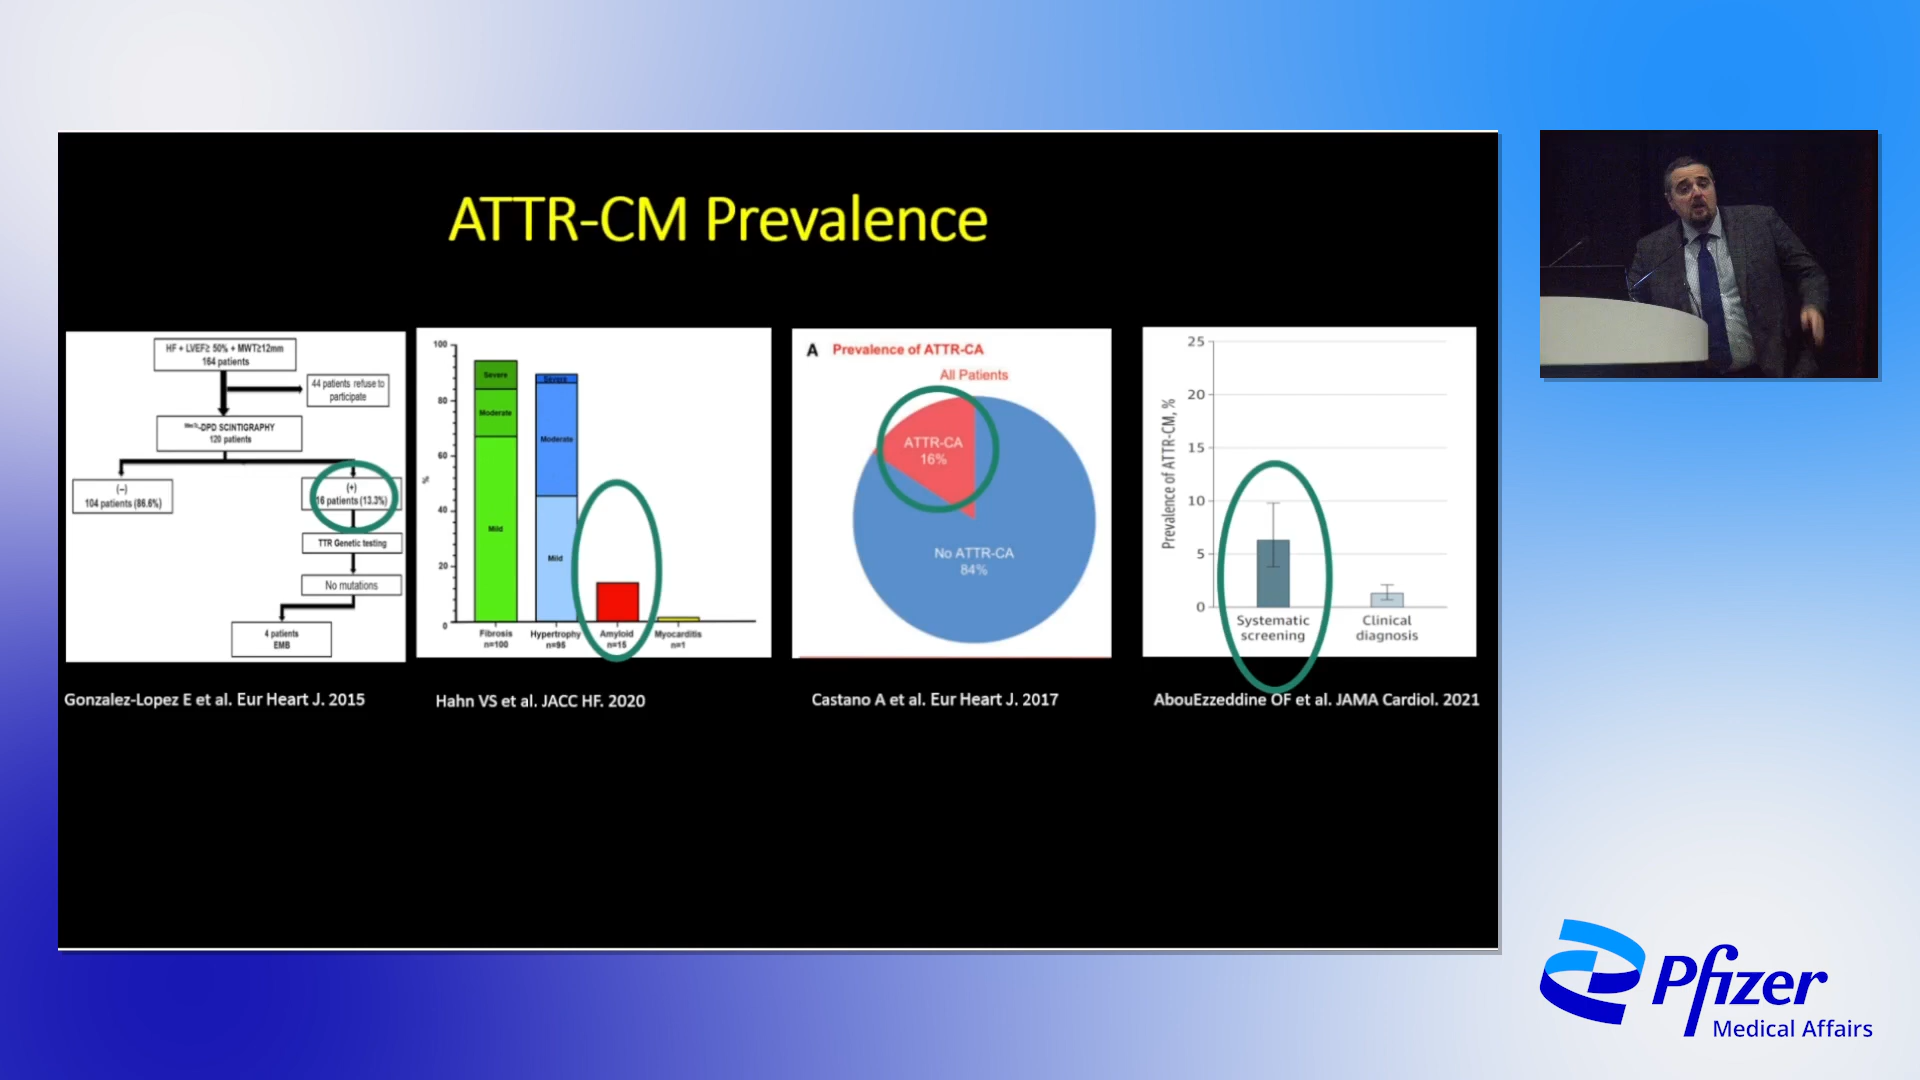 ATTR-CM Prevalence
HF + LVEF≥ 50% + MWT≥12mm
164 patients
44 patients refuse to
participate
99mTc-DPD SCINTIGRAPHY
120 patients
(–)
104 patients (86.6%)
(+)
16 patients (13.3%)
TTR Genetic testing
No mutations
4 patients
EMB
Gonzalez-Lopez E et al. Eur Heart J. 2015
100
80
60
40
20
0
%
Severe
Moderate
Mild
Severe
Moderate
Mild
Fibrosis
n=100
Hypertrophy
n=95
Amyloid
n=15
Myocarditis
n=1
Hahn VS et al. JACC HF. 2020
A Prevalence of ATTR-CA
All Patients
ATTR-CA
16%
No ATTR-CA
84%
Castano A et al. Eur Heart J. 2017
Prevalence of ATTR-CM, %
25
20
15
10
5
0
Systematic
screening
Clinical
diagnosis
AbouEzzeddine OF et al. JAMA Cardiol. 2021
Pfizer
Medical Affairs